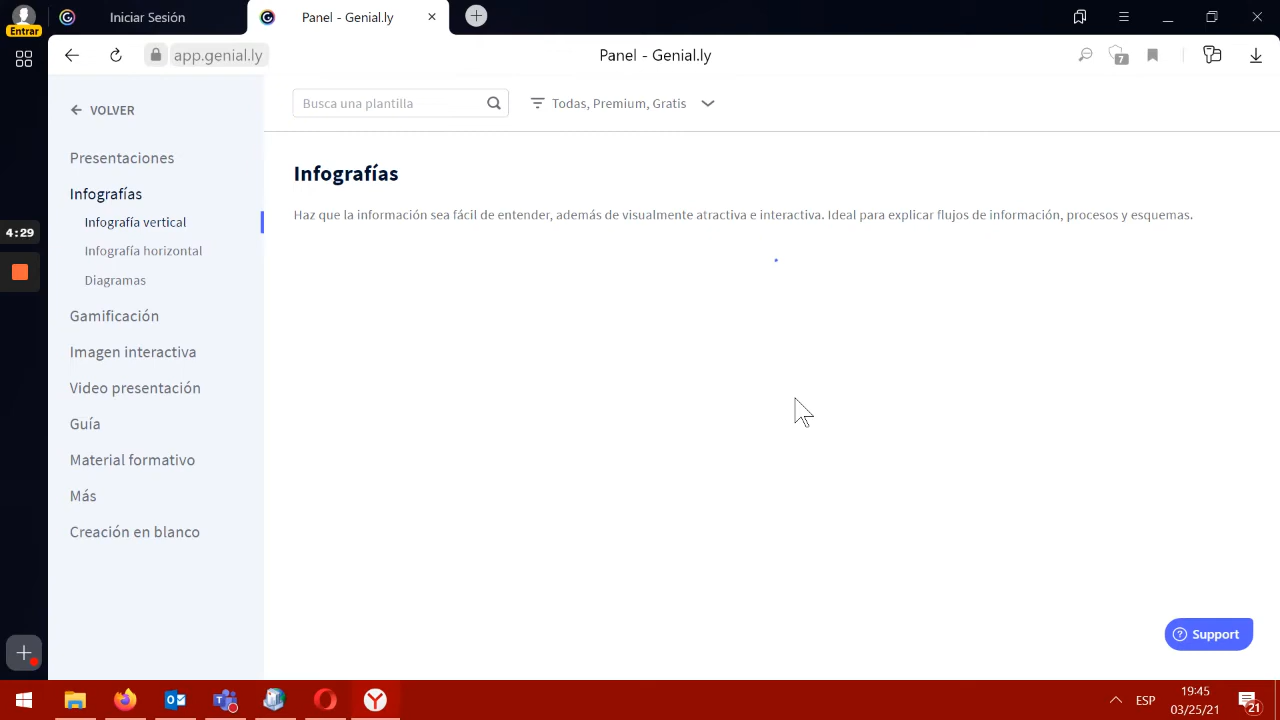 Entrar
Iniciar Sesión
Panel - Genial.ly
app.genial.ly
Panel - Genial.ly
7
VOLVER
Busca una plantilla
Todas, Premium, Gratis
Presentaciones
Infografías
Infografía vertical
Infografía horizontal
Diagramas
Gamificación
Imagen interactiva
Video presentación
Guía
Material formativo
Más
Creación en blanco
4:29
Infografías
Haz que la información sea fácil de entender, además de visualmente atractiva e interactiva. Ideal para explicar flujos de información, procesos y esquemas.
Support
ESP
19:45
03/25/21
21